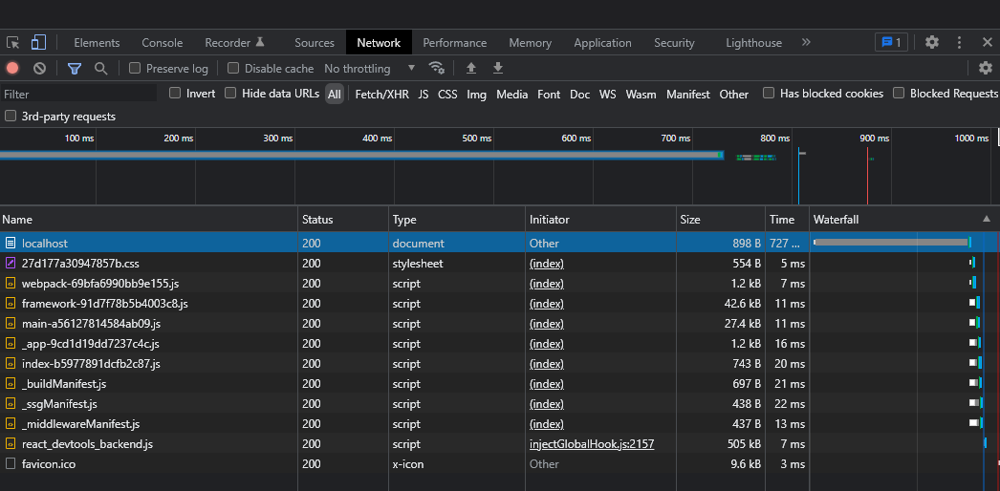 Elements Console Recorder Sources Network Performance Memory Application Security Lighthouse » 1
Preserve log Disable cache No throttling
Filter Invert Hide data URLs All Fetch/XHR JS CSS Img Media Font Doc WS Wasm Manifest Other Has blocked cookies Blocked Requests
3rd-party requests
100 ms 200 ms 300 ms 400 ms 500 ms 600 ms 700 ms 800 ms 900 ms 1000 ms
Name Status Type Initiator Size Time Waterfall
localhost 200 document Other 898 B 727 ...
27d177a30947857b.css 200 stylesheet (index) 554 B 5 ms
webpack-69bfa6990bb9e155.js 200 script (index) 1.2 kB 7 ms
framework-91d7f78b5b4003c8.js 200 script (index) 42.6 kB 11 ms
main-a56127814584ab09.js 200 script (index) 27.4 kB 11 ms
_app-9cd1d19dd7237c4c.js 200 script (index) 1.2 kB 16 ms
index-b5977891dcfb2c87.js 200 script (index) 743 B 20 ms
_buildManifest.js 200 script (index) 697 B 21 ms
_ssgManifest.js 200 script (index) 438 B 22 ms
_middlewareManifest.js 200 script (index) 437 B 13 ms
react_devtools_backend.js 200 script injectGlobalHook.js:2157 505 kB 7 ms
favicon.ico 200 x-icon Other 9.6 kB 3 ms